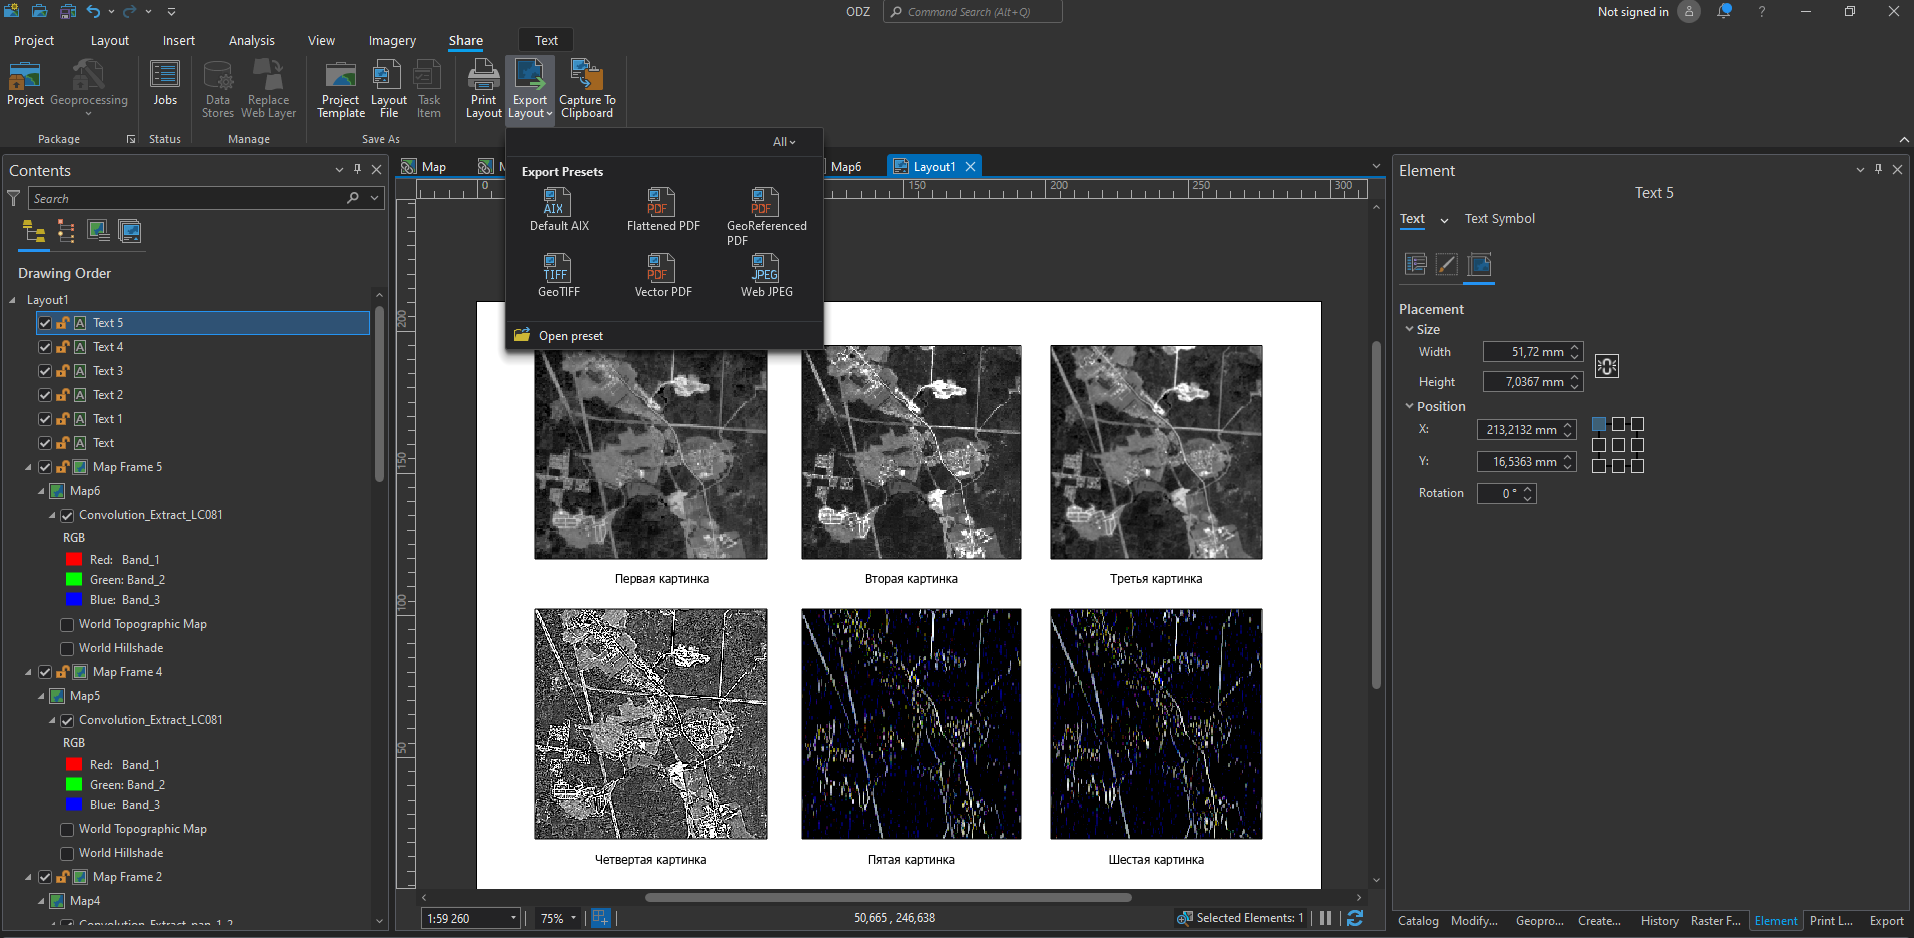 ODZ
Command Search (Alt+Q)
Not signed in
?
Project Layout Insert Analysis View Imagery Share Text
Project
Geoprocessing
Package
Jobs
Status
Data Stores
Replace Web Layer
Manage
Project Template
Layout File
Task Item
Save As
Print Layout
Export Layout
Capture To Clipboard
All
Export Presets
AIX
Default AIX
PDF
Flattened PDF
PDF
GeoReferenced PDF
TIFF
GeoTIFF
PDF
Vector PDF
JPEG
Web JPEG
Open preset
Contents
Search
Drawing Order
Layout1
A Text 5
A Text 4
A Text 3
A Text 2
A Text 1
A Text
Map Frame 5
Map6
Convolution_Extract_LC081
RGB
Red: Band_1
Green: Band_2
Blue: Band_3
World Topographic Map
World Hillshade
Map Frame 4
Map5
Convolution_Extract_LC081
RGB
Red: Band_1
Green: Band_2
Blue: Band_3
World Topographic Map
World Hillshade
Map Frame 2
Map4
Convolution_Extract_pan_1_2
Map
Map6
Layout1
0
150
200
250
300
200
150
100
50
Первая картинка
Вторая картинка
Третья картинка
Четвертая картинка
Пятая картинка
Шестая картинка
1:59 260
75%
50,665 , 246,638
Selected Elements: 1
Element
Text 5
Text
Text Symbol
Placement
Size
Width 51,72 mm
Height 7,0367 mm
Position
X: 213,2132 mm
Y: 16,5363 mm
Rotation 0 °
Catalog Modify... Geopro... Create... History Raster F... Element Print L... Export